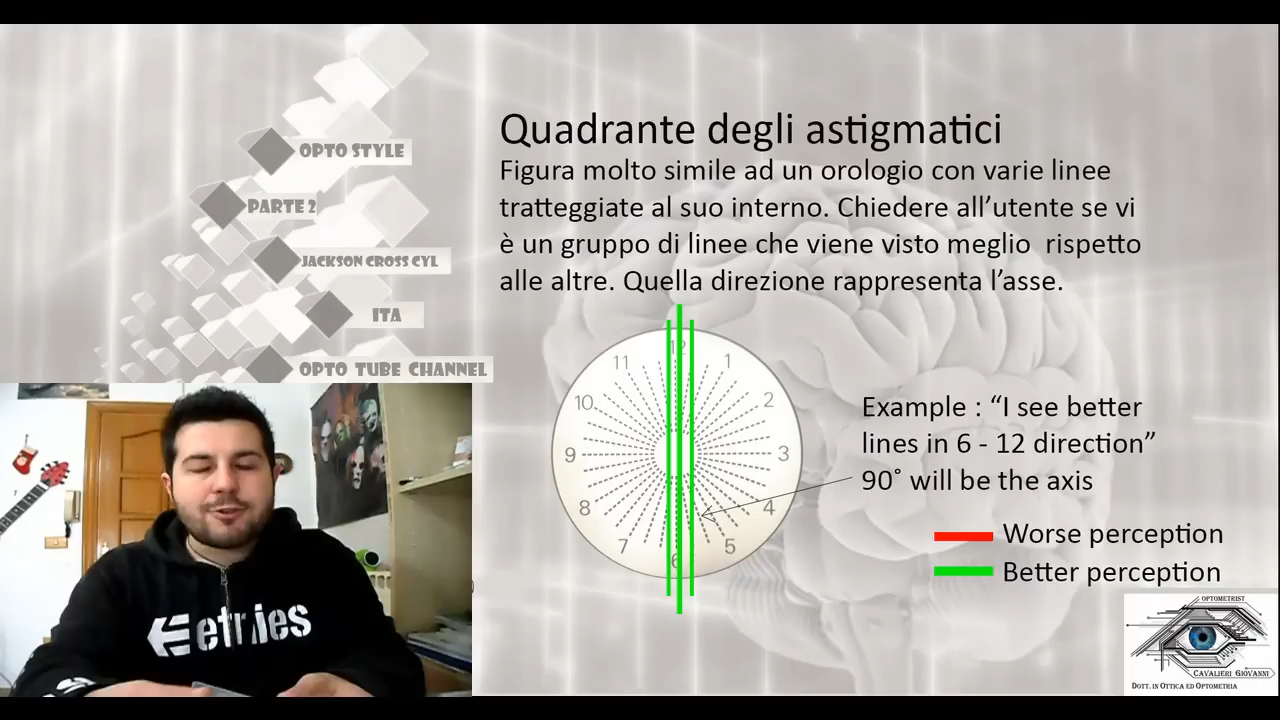 Quadrante degli astigmatici
Figura molto simile ad un orologio con varie linee
tratteggiate al suo interno. Chiedere all’utente se vi
è un gruppo di linee che viene visto meglio rispetto
alle altre. Quella direzione rappresenta l’asse.
OPTO STYLE
PARTE 2
JACKSON CROSS CYL
ITA
OPTO TUBE CHANNEL
12
1
2
3
4
5
6
7
8
9
10
11
Example : “I see better
lines in 6 - 12 direction”
90˚ will be the axis
Worse perception
Better perception
etnies
OPTOMETRIST
CAVALIERI GIOVANNI
DOTT. IN OTTICA ED OPTOMETRIA